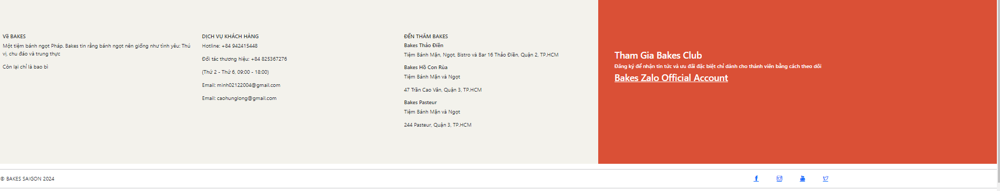 Về BAKES
Một tiệm bánh ngọt Pháp. Bakes tin rằng bánh ngọt nên giống như tình yêu: Thú
vị, chu đáo và trung thực
Còn lại chỉ là bao bì
DỊCH VỤ KHÁCH HÀNG
Hotline: +84 942415448
Đối tác thương hiệu: +84 825367276
(Thứ 2 - Thứ 6, 09:00 - 18:00)
Email: minh02122004@gmail.com
Email: caohunglong@gmail.com
ĐẾN THĂM BAKES
Bakes Thảo Điền
Tiệm Bánh Mặn, Ngọt, Bistro và Bar 16 Thảo Điền, Quận 2, TP.HCM
Bakes Hồ Con Rùa
Tiệm Bánh Mặn và Ngọt
47 Trần Cao Vân, Quận 3, TP.HCM
Bakes Pasteur
Tiệm Bánh Mặn và Ngọt
244 Pasteur, Quận 3, TP.HCM
Tham Gia Bakes Club
Đăng ký để nhận tin tức và ưu đãi đặc biệt chỉ dành cho thành viên bằng cách theo dõi
Bakes Zalo Official Account
© BAKES SAIGON 2024